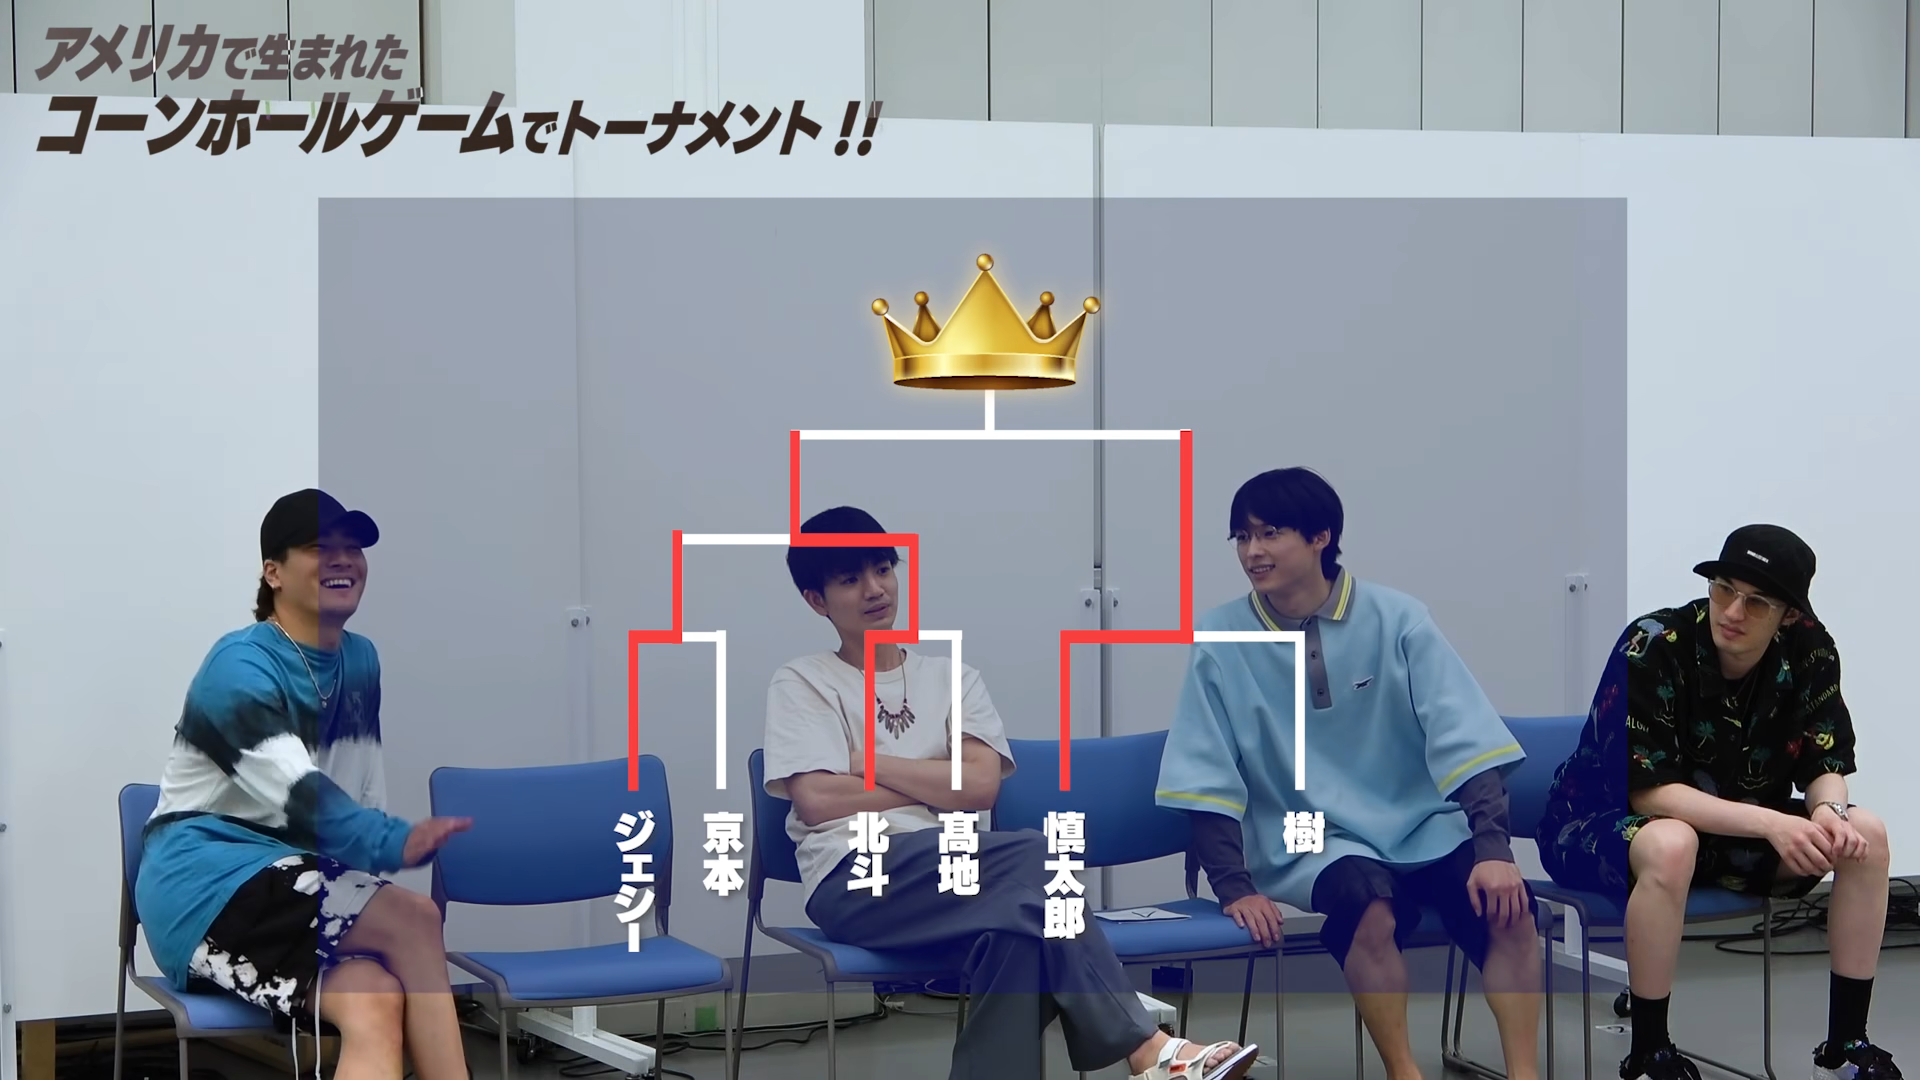 アメリカで生まれた
コーンホールゲームでトーナメント!!
ジェシー
京本
北斗
髙地
慎太郎
樹